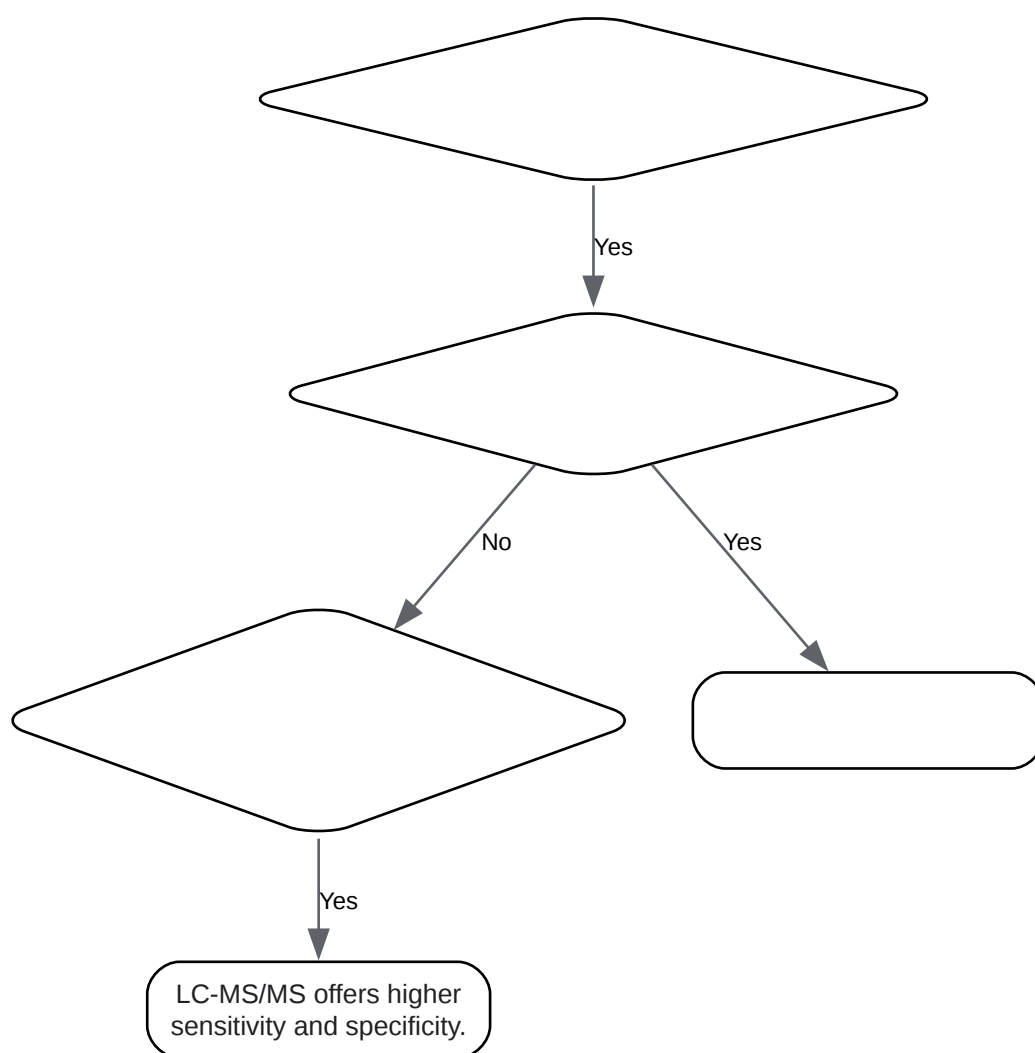 Yes
No
Yes
Yes
LC-MS/MS offers higher
sensitivity and specificity.